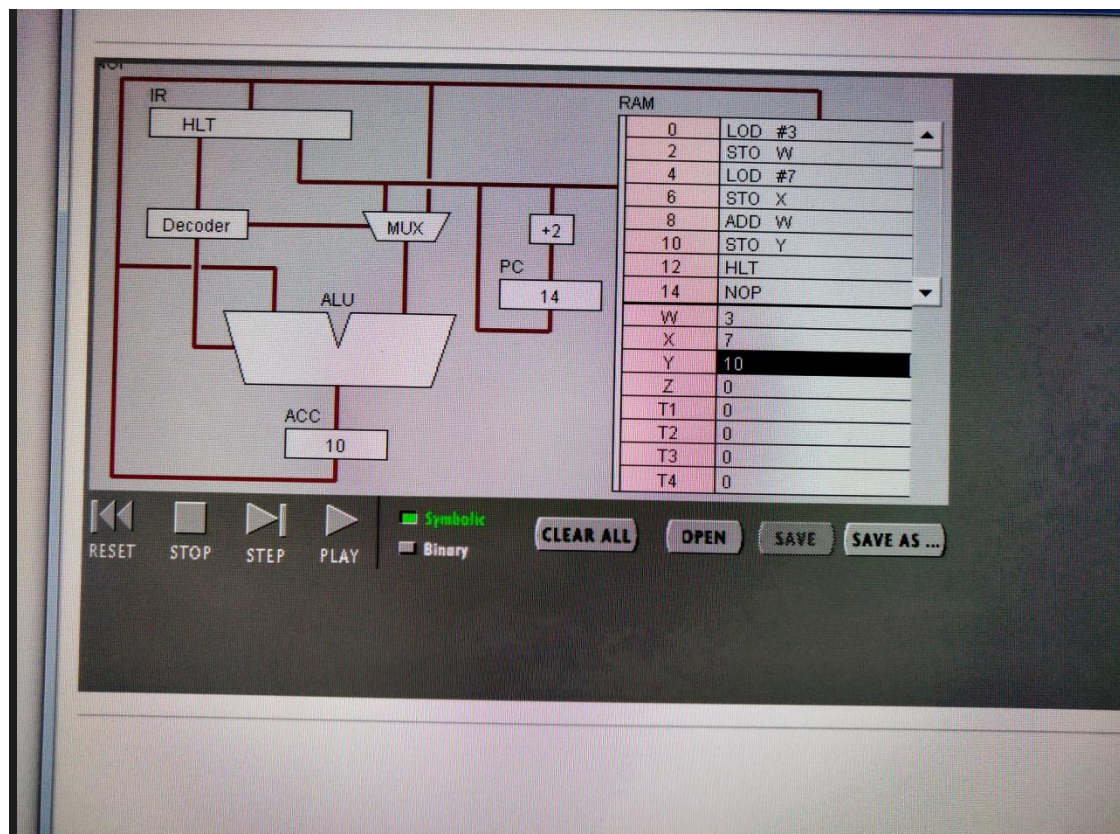 IR
HLT
Decoder
MUX
+2
PC
14
ALU
ACC
10
RAM
0 LOD #3
2 STO W
4 LOD #7
6 STO X
8 ADD W
10 STO Y
12 HLT
14 NOP
W 3
X 7
Y 10
Z 0
T1 0
T2 0
T3 0
T4 0
RESET STOP STEP PLAY
Symbolic
Binary
CLEAR ALL OPEN SAVE SAVE AS ...